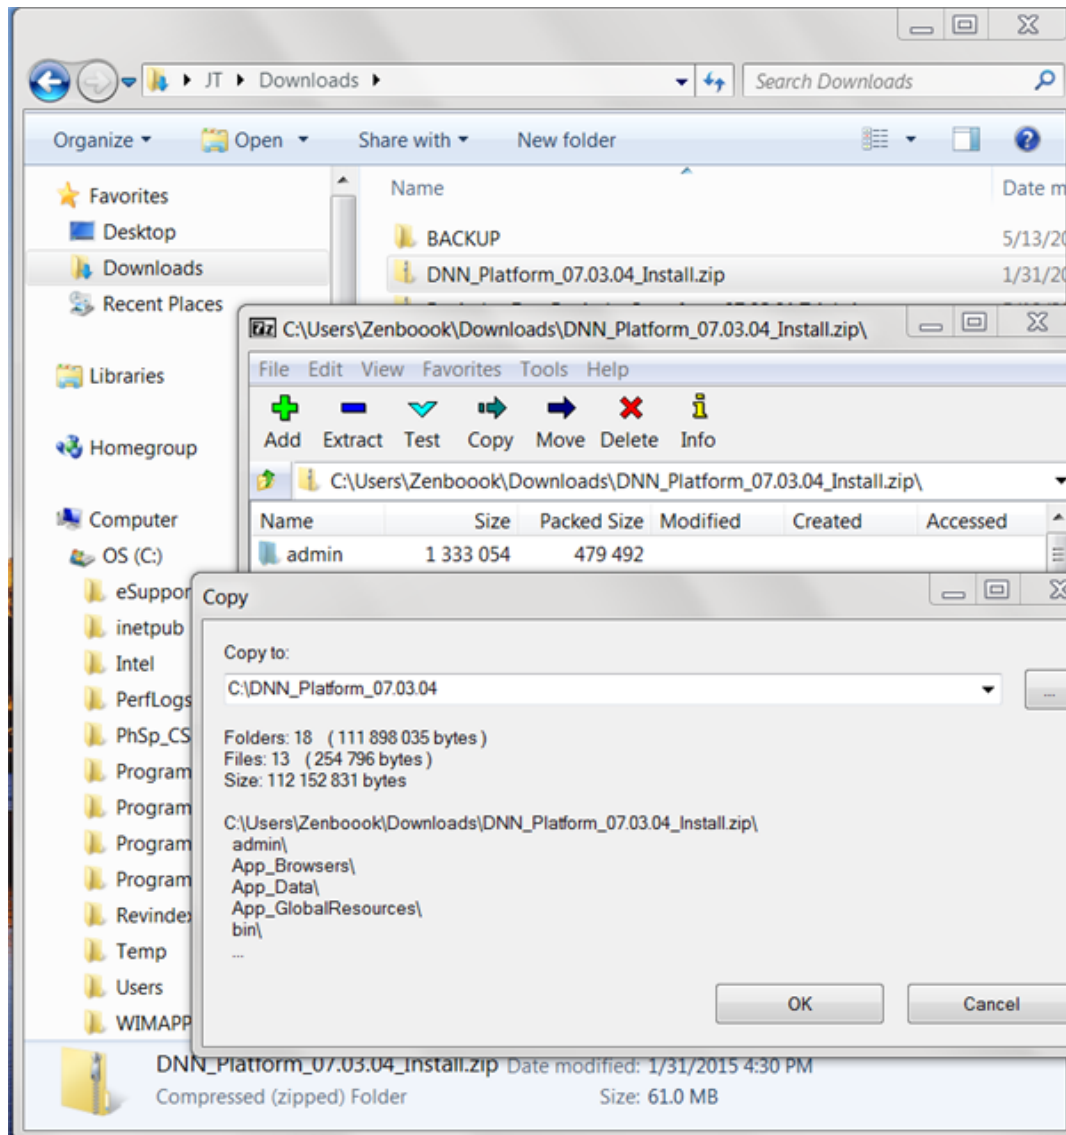 JT Downloads
Search Downloads
Organize Open Share with New folder
Name Date m
Favorites
Desktop
Downloads
Recent Places
Libraries
Homegroup
Computer
OS (C:)
eSuppor
inetpub
Intel
PerfLogs
PhSp_CS
Program
Program
Program
Program
Revindex
Temp
Users
WIMAPP
BACKUP 5/13/20
DNN_Platform_07.03.04_Install.zip 1/31/20
7z C:\Users\Zenboook\Downloads\DNN_Platform_07.03.04_Install.zip\
File Edit View Favorites Tools Help
Add Extract Test Copy Move Delete Info
C:\Users\Zenboook\Downloads\DNN_Platform_07.03.04_Install.zip\
Name Size Packed Size Modified Created Accessed
admin 1 333 054 479 492
Copy
Copy to:
C:\DNN_Platform_07.03.04
...
Folders: 18 ( 111 898 035 bytes )
Files: 13 ( 254 796 bytes )
Size: 112 152 831 bytes
C:\Users\Zenboook\Downloads\DNN_Platform_07.03.04_Install.zip\
admin\
App_Browsers\
App_Data\
App_GlobalResources\
bin\
...
OK Cancel
DNN_Platform_07.03.04_Install.zip Date modified: 1/31/2015 4:30 PM
Compressed (zipped) Folder Size: 61.0 MB